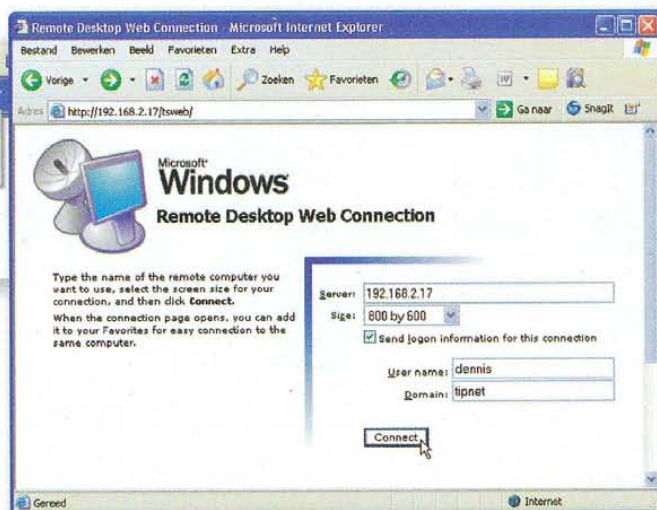 Remote Desktop Web Connection - Microsoft Internet Explorer
Bestand Bewerken Beeld Favorieten Extra Help
Vorige Zoeken Favorieten
Adres http://192.168.2.17/tsweb/ Ga naar SnagIt
Microsoft
Windows
Remote Desktop Web Connection
Type the name of the remote computer you
want to use, select the screen size for your
connection, and then click Connect.
When the connection page opens, you can add
it to your Favorites for easy connection to the
same computer.
Server: 192.168.2.17
Size: 800 by 600
Send logon information for this connection
User name: dennis
Domain: tipnet
Connect
Gereed Internet